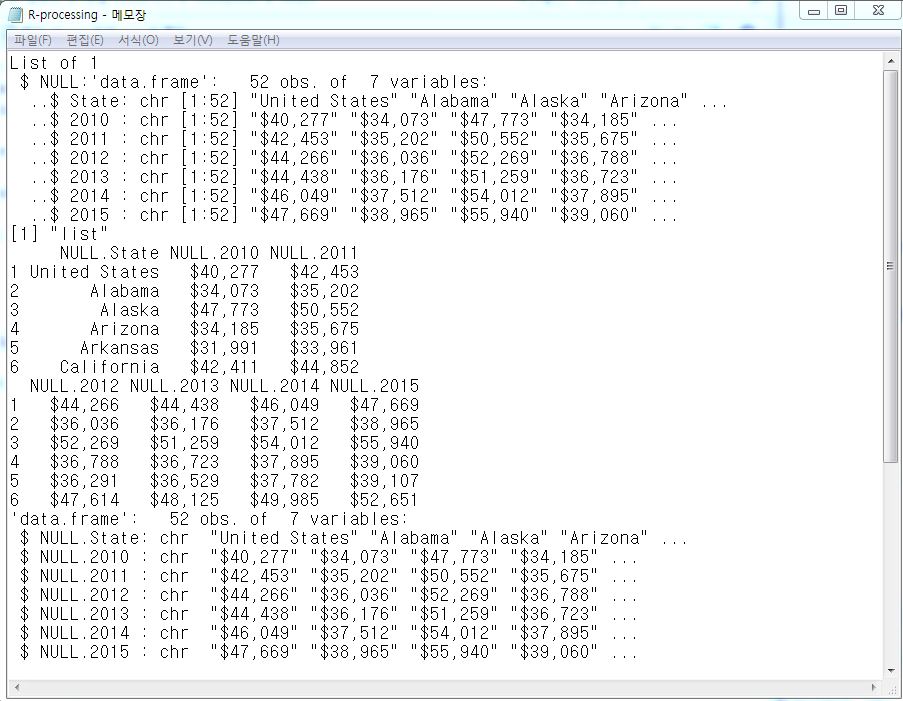 R-processing - 메모장
파일(F) 편집(E) 서식(O) 보기(V) 도움말(H)
List of 1
 $ NULL:'data.frame':   52 obs. of  7 variables:
  ..$ State: chr [1:52] "United States" "Alabama" "Alaska" "Arizona" ...
  ..$ 2010 : chr [1:52] "$40,277" "$34,073" "$47,773" "$34,185" ...
  ..$ 2011 : chr [1:52] "$42,453" "$35,202" "$50,552" "$35,675" ...
  ..$ 2012 : chr [1:52] "$44,266" "$36,036" "$52,269" "$36,788" ...
  ..$ 2013 : chr [1:52] "$44,438" "$36,176" "$51,259" "$36,723" ...
  ..$ 2014 : chr [1:52] "$46,049" "$37,512" "$54,012" "$37,895" ...
  ..$ 2015 : chr [1:52] "$47,669" "$38,965" "$55,940" "$39,060" ...
[1] "list"
     NULL.State NULL.2010 NULL.2011
1 United States   $40,277   $42,453
2       Alabama   $34,073   $35,202
3        Alaska   $47,773   $50,552
4       Arizona   $34,185   $35,675
5      Arkansas   $31,991   $33,961
6    California   $42,411   $44,852
  NULL.2012 NULL.2013 NULL.2014 NULL.2015
1   $44,266   $44,438   $46,049   $47,669
2   $36,036   $36,176   $37,512   $38,965
3   $52,269   $51,259   $54,012   $55,940
4   $36,788   $36,723   $37,895   $39,060
5   $36,291   $36,529   $37,782   $39,107
6   $47,614   $48,125   $49,985   $52,651
'data.frame':   52 obs. of  7 variables:
 $ NULL.State: chr  "United States" "Alabama" "Alaska" "Arizona" ...
 $ NULL.2010 : chr  "$40,277" "$34,073" "$47,773" "$34,185" ...
 $ NULL.2011 : chr  "$42,453" "$35,202" "$50,552" "$35,675" ...
 $ NULL.2012 : chr  "$44,266" "$36,036" "$52,269" "$36,788" ...
 $ NULL.2013 : chr  "$44,438" "$36,176" "$51,259" "$36,723" ...
 $ NULL.2014 : chr  "$46,049" "$37,512" "$54,012" "$37,895" ...
 $ NULL.2015 : chr  "$47,669" "$38,965" "$55,940" "$39,060" ...